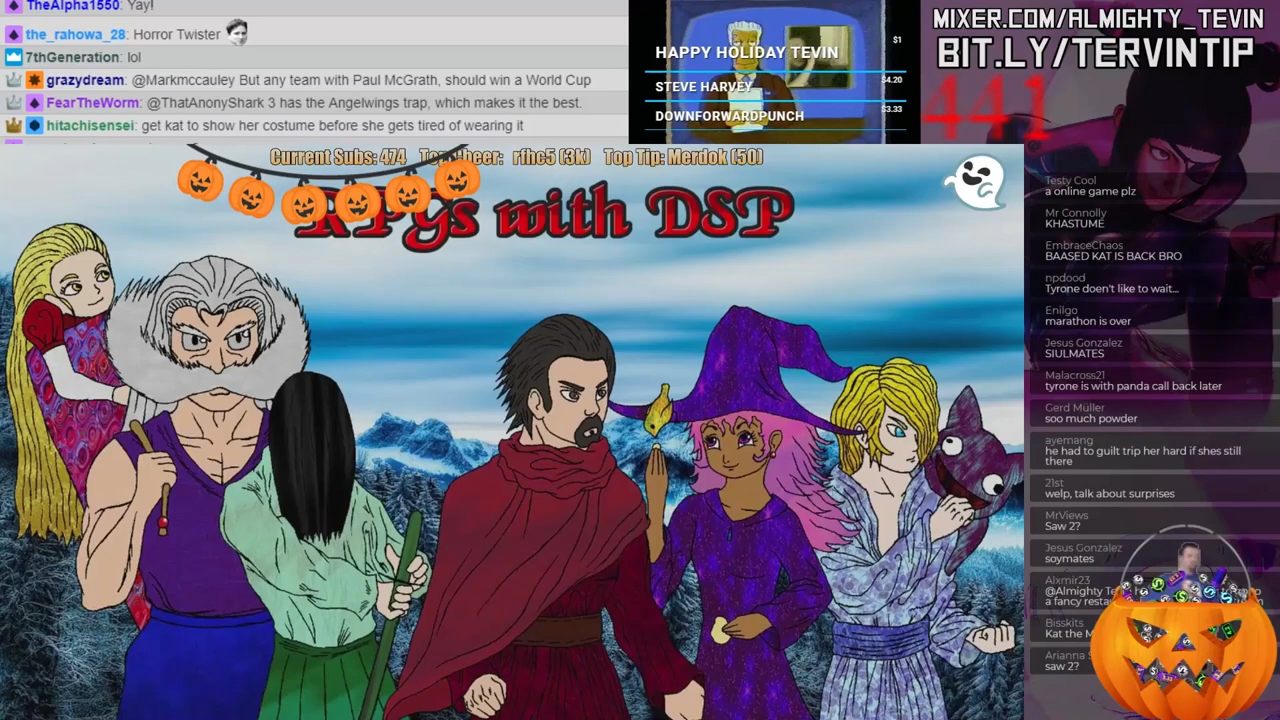 TheAlpha1550: Yay!
the_rahowa_28: Horror Twister
7thGeneration: lol
grazydream: @Markmccauley But any team with Paul McGrath, should win a World Cup
FearTheWorm: @ThatAnonyShark 3 has the Angelwings trap, which makes it the best.
hitachisensei: get kat to show her costume before she gets tired of wearing it
HAPPY HOLIDAY TEVIN $1
STEVE HARVEY $4.20
DOWNFORWARDPUNCH $3.33
MIXER.COM/ALMIGHTY_TEVIN
BIT.LY/TERVINTIP
441
Current Subs: 474 Top Cheer: rfhc5 (3k) Top Tip: Merdok (50)
RPGs with DSP
Testy Cool
a online game plz
Mr Connolly
KHASTUME
EmbraceChaos
BAASED KAT IS BACK BRO
npdood
Tyrone doen't like to wait...
Enilgo
marathon is over
Jesus Gonzalez
SIULMATES
Malacross21
tyrone is with panda call back later
Gerd Müller
soo much powder
ayemang
he had to guilt trip her hard if shes still
there
21st
welp, talk about surprises
MrViews
Saw 2?
Jesus Gonzalez
soymates
Alxmir23
@Almighty
a fancy
Bisskits
Kat the
Arianna
saw 2?